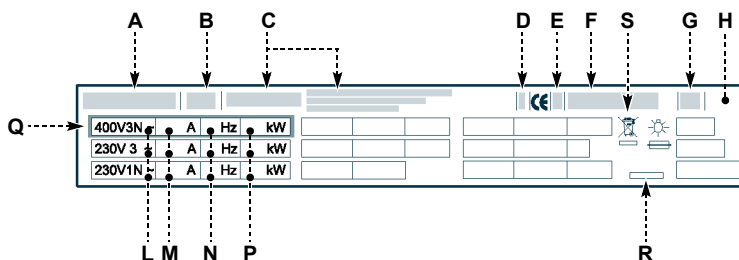 A B C D E F S G H
CE
Q
400V3N ~ A Hz kW
230V 3 ~ A Hz kW
230V1N ~ A Hz kW
L M N P R